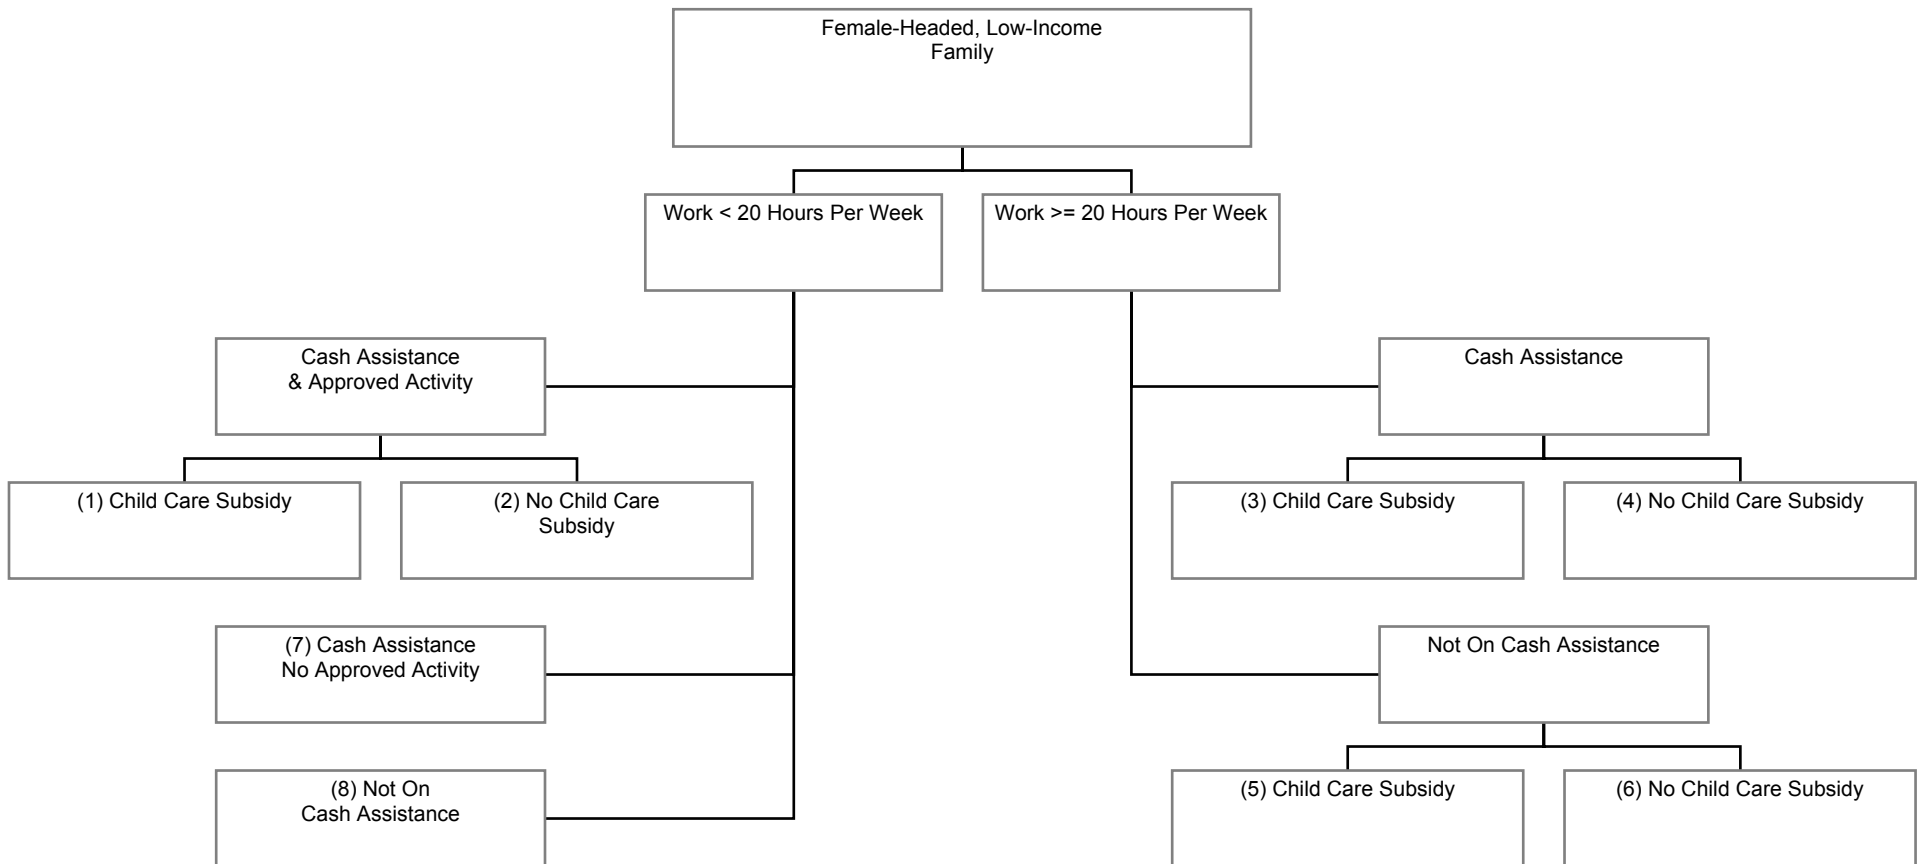 Female-Headed, Low-Income
Family
Work < 20 Hours Per Week
Work >= 20 Hours Per Week
Cash Assistance
& Approved Activity
Cash Assistance
(1) Child Care Subsidy
(2) No Child Care
Subsidy
(3) Child Care Subsidy
(4) No Child Care Subsidy
(7) Cash Assistance
No Approved Activity
Not On Cash Assistance
(8) Not On
Cash Assistance
(5) Child Care Subsidy
(6) No Child Care Subsidy